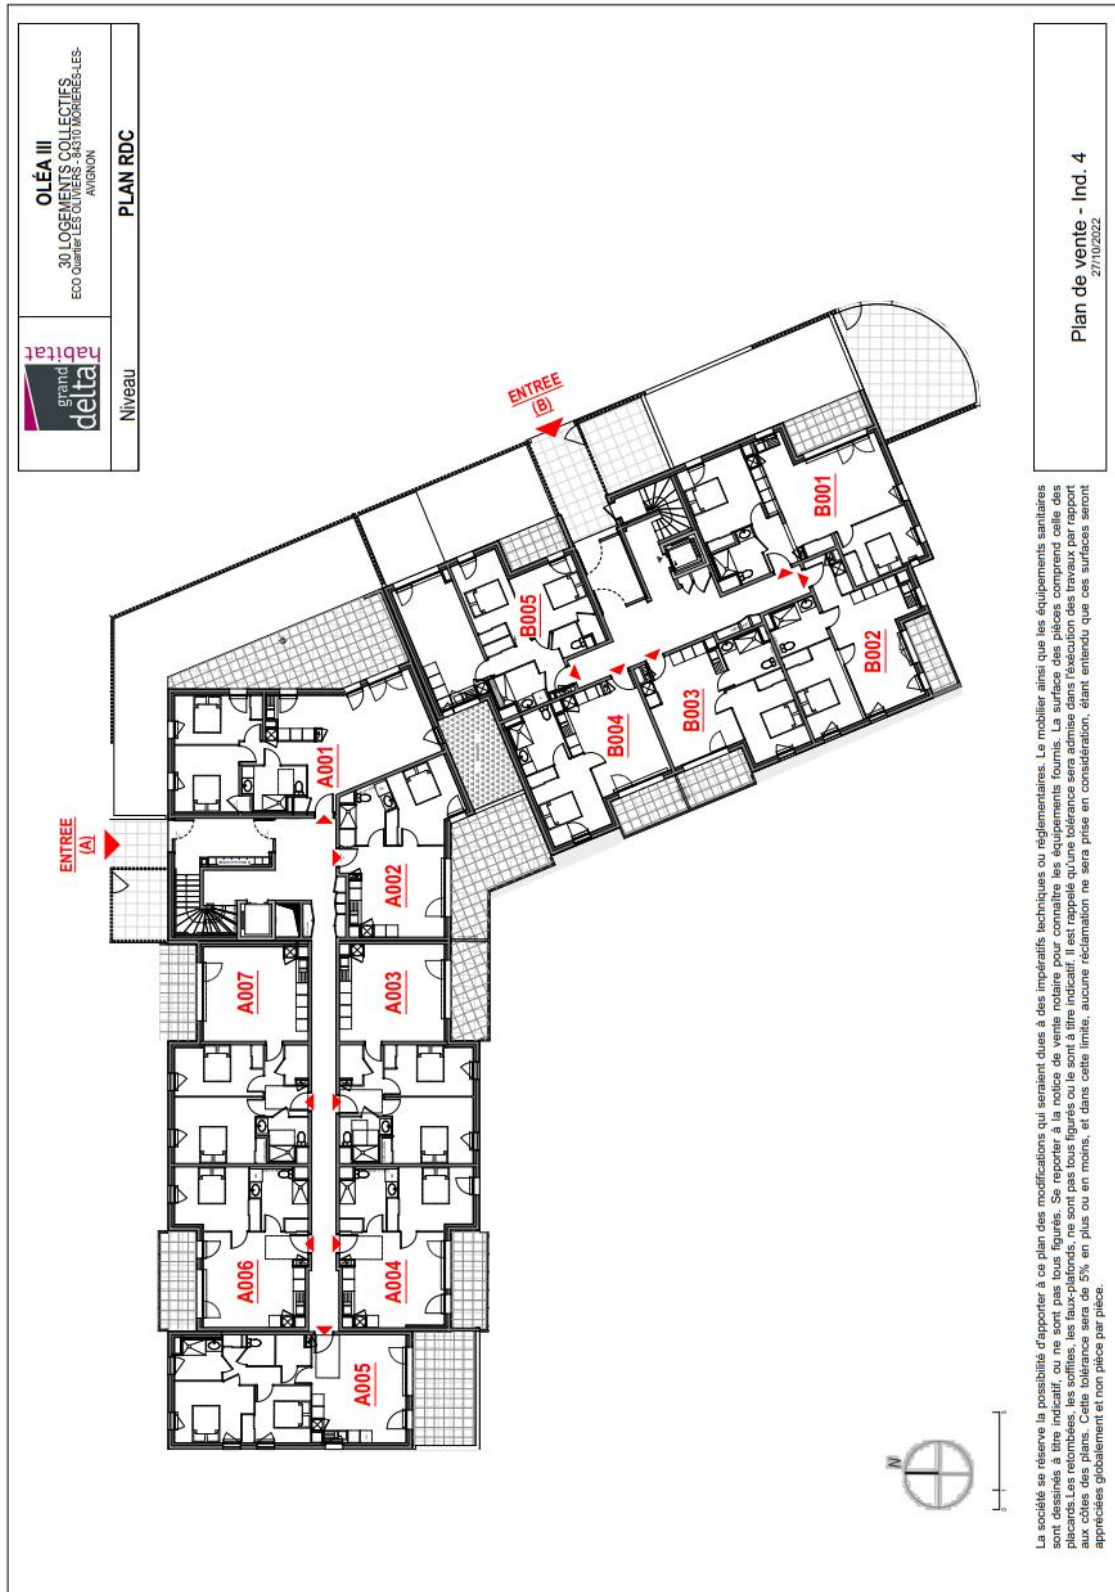 grand
delta
habitat
OLÉA III
30 LOGEMENTS COLLECTIFS
ECO Quartier LES OLIVIERS - 84310 MORIERES-LES-
AVIGNON
Niveau
PLAN RDC
ENTREE
(A)
ENTREE
(B)
A001
A002
A003
A004
A005
A006
A007
B001
B002
B003
B004
B005
N
0
1
5
La société se réserve la possibilité d'apporter à ce plan des modifications qui seraient dues à des impératifs techniques ou réglementaires. Le mobilier ainsi que les équipements sanitaires
sont dessinés à titre indicatif, ou ne sont pas tous figurés. Se reporter à la notice de vente notaire pour connaître les équipements fournis. La surface des pièces comprend celle des
placards.Les retombées, les soffites, les faux-plafonds, ne sont pas tous figurés ou le sont à titre indicatif. Il est rappelé qu'une tolérance sera admise dans l'éxécution des travaux par rapport
aux côtes des plans. Cette tolérance sera de 5% en plus ou en moins, et dans cette limite, aucune réclamation ne sera prise en considération, étant entendu que ces surfaces seront
appréciées globalement et non pièce par pièce.
Plan de vente - Ind. 4
27/10/2022